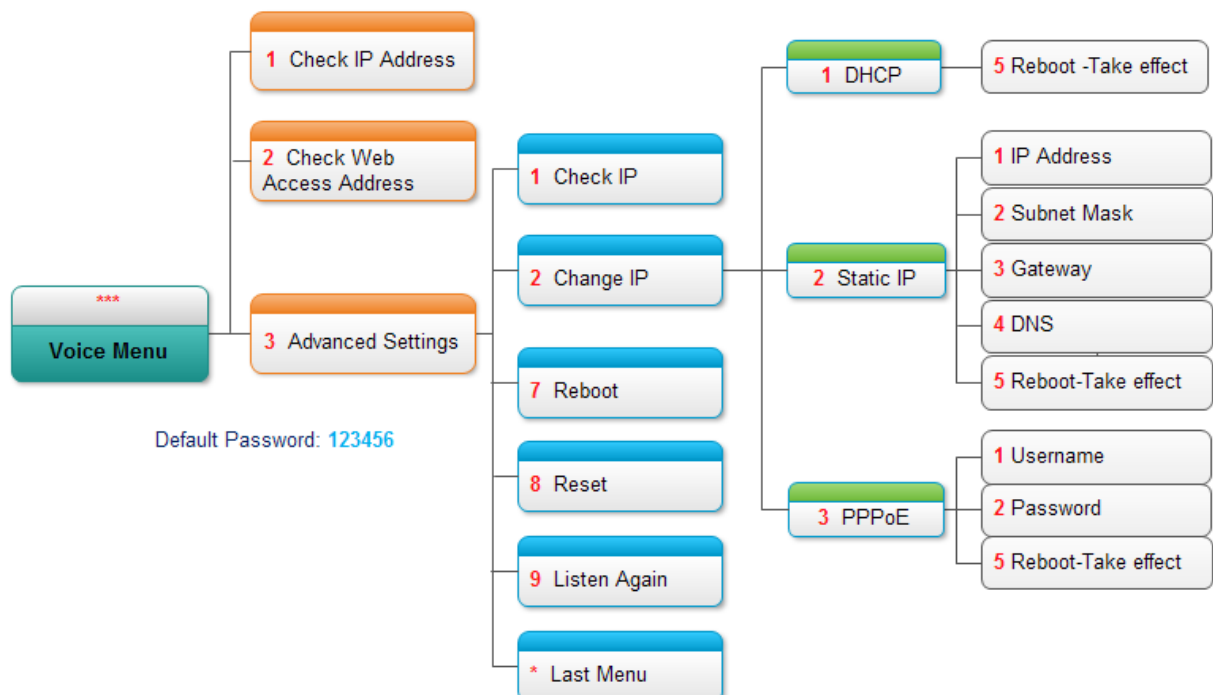 ***
Voice Menu
Default Password: 123456
1 Check IP Address
2 Check Web
Access Address
3 Advanced Settings
1 Check IP
2 Change IP
7 Reboot
8 Reset
9 Listen Again
* Last Menu
1 DHCP
5 Reboot -Take effect
2 Static IP
1 IP Address
2 Subnet Mask
3 Gateway
4 DNS
5 Reboot-Take effect
3 PPPoE
1 Username
2 Password
5 Reboot-Take effect